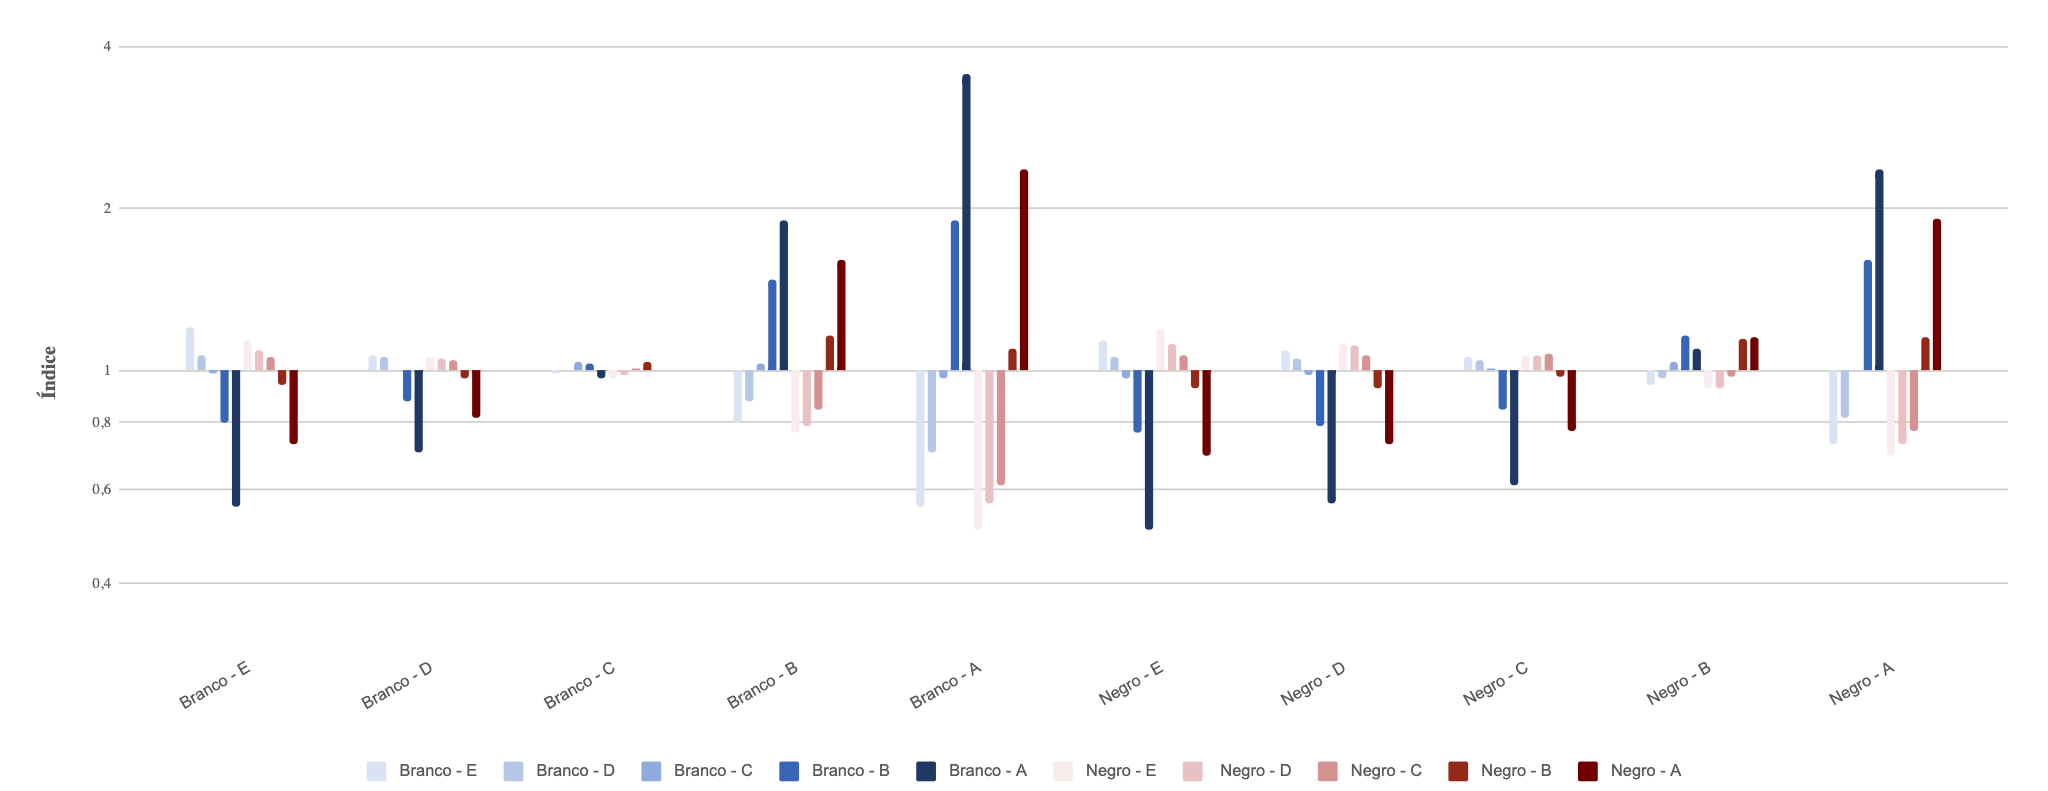 Índice
4
2
1
0,8
0,6
0,4
Branco - E
Branco - D
Branco - C
Branco - B
Branco - A
Negro - E
Negro - D
Negro - C
Negro - B
Negro - A
Branco - E Branco - D Branco - C Branco - B Branco - A Negro - E Negro - D Negro - C Negro - B Negro - A